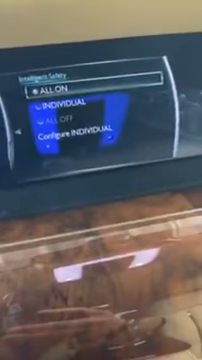 Intelligent Safety
ALL ON
INDIVIDUAL
ALL OFF
Configure INDIVIDUAL